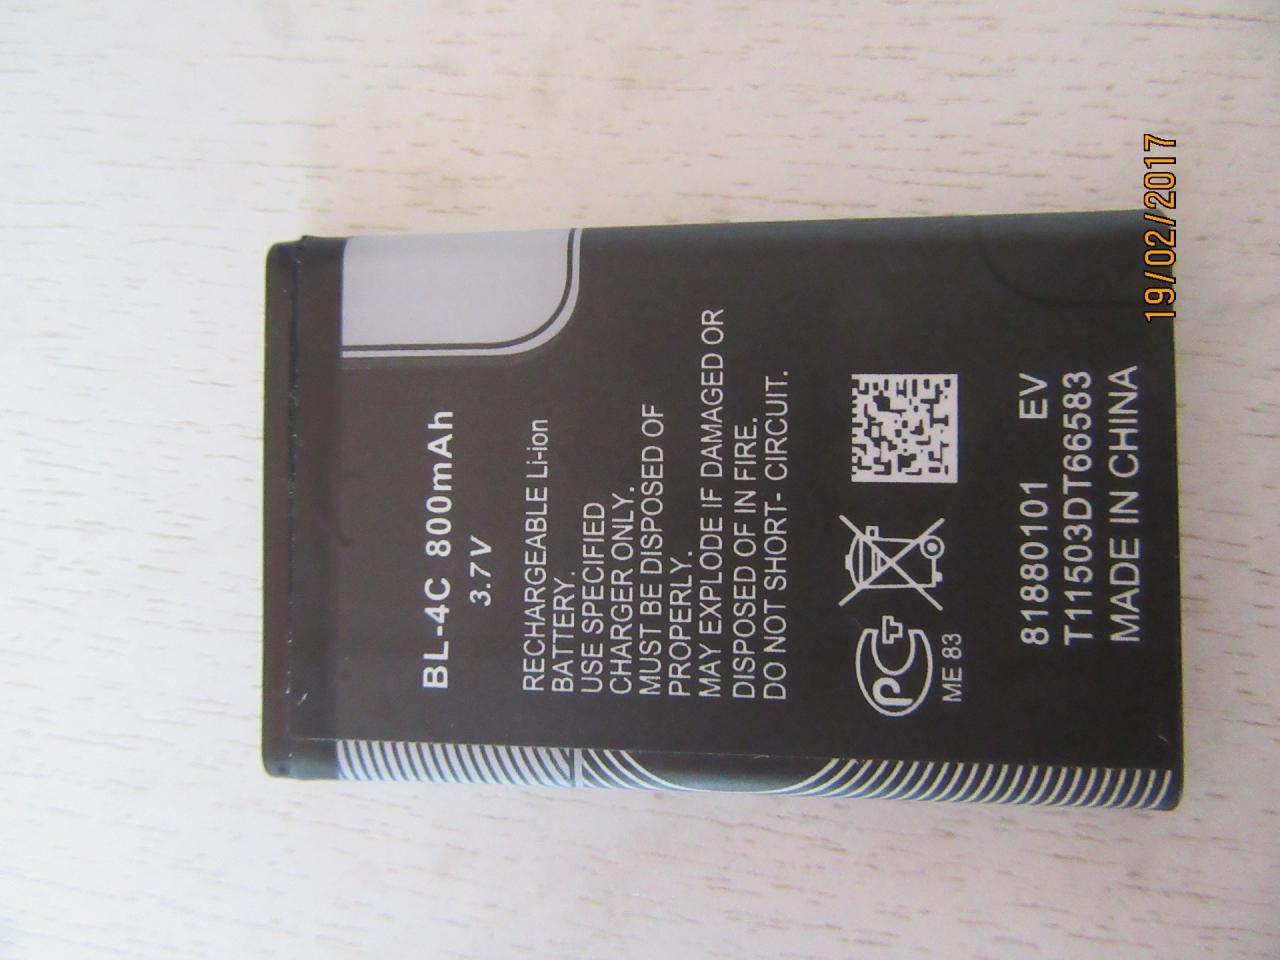 BL-4C 800mAh
3.7V
RECHARGEABLE Li-ion
BATTERY.
USE SPECIFIED
CHARGER ONLY.
MUST BE DISPOSED OF
PROPERLY.
MAY EXPLODE IF DAMAGED OR
DISPOSED OF IN FIRE.
DO NOT SHORT- CIRCUIT.
PCT
ME 83
81880101 EV
T11503DT66583
MADE IN CHINA
19/02/2017